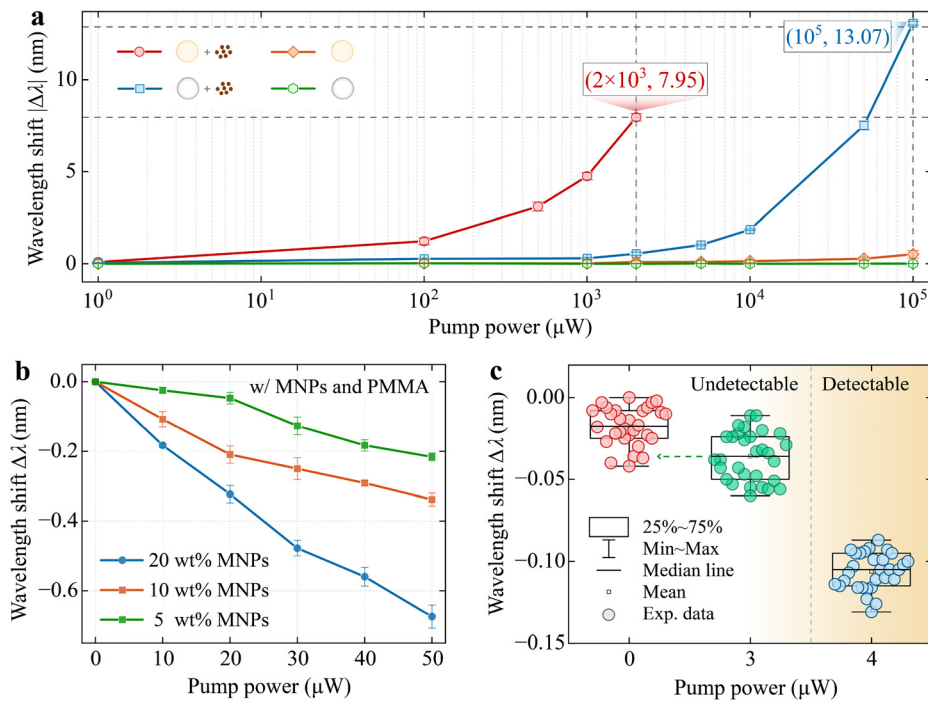 a
Wavelength shift |Δλ| (nm)
10
5
0
+
+
(2×10³, 7.95)
(10⁵, 13.07)
10⁰
10¹
10²
10³
10⁴
10⁵
Pump power (μW)
b
Wavelength shift Δλ (nm)
0.0
−0.2
−0.4
−0.6
w/ MNPs and PMMA
20 wt% MNPs
10 wt% MNPs
5 wt% MNPs
0
10
20
30
40
50
Pump power (μW)
c
Wavelength shift Δλ (nm)
0.00
−0.05
−0.10
−0.15
Undetectable
Detectable
25%~75%
Min~Max
Median line
Mean
Exp. data
0
3
4
Pump power (μW)